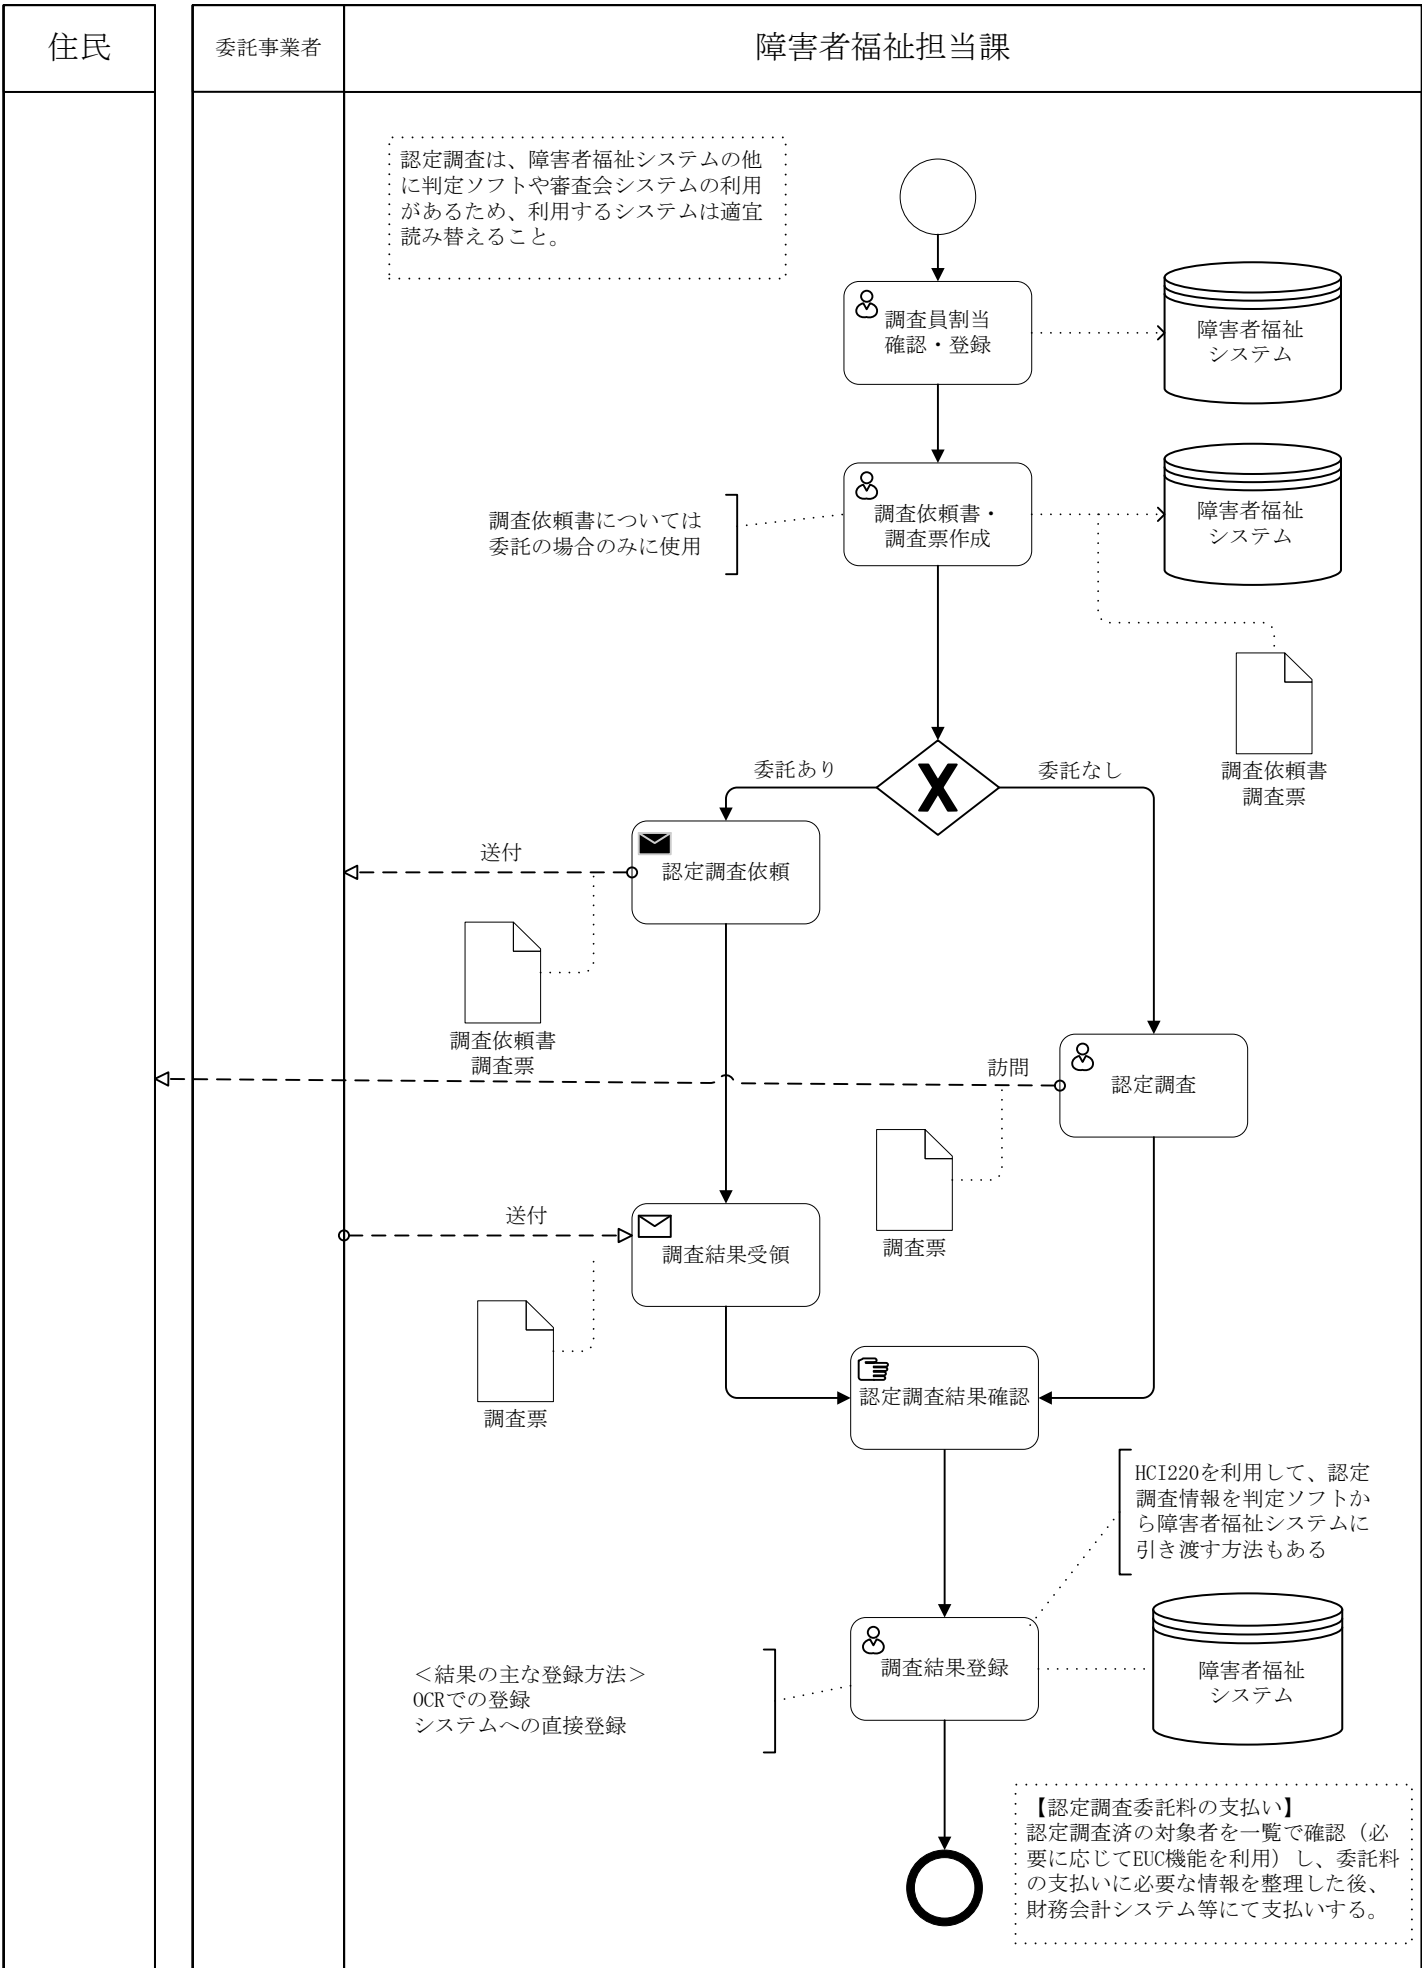 住民
委託事業者
障害者福祉担当課
認定調査は、障害者福祉システムの他
に判定ソフトや審査会システムの利用
があるため、利用するシステムは適宜
読み替えること。
調査員割当
確認・登録
障害者福祉
システム
調査依頼書については
委託の場合のみに使用
調査依頼書・
調査票作成
障害者福祉
システム
調査依頼書
調査票
委託あり
X
委託なし
送付
認定調査依頼
調査依頼書
調査票
訪問
認定調査
調査票
送付
調査結果受領
調査票
認定調査結果確認
HCI220を利用して、認定
調査情報を判定ソフトか
ら障害者福祉システムに
引き渡す方法もある
調査結果登録
障害者福祉
システム
＜結果の主な登録方法＞
OCRでの登録
システムへの直接登録
【認定調査委託料の支払い】
認定調査済の対象者を一覧で確認（必
要に応じてEUC機能を利用）し、委託料
の支払いに必要な情報を整理した後、
財務会計システム等にて支払いする。